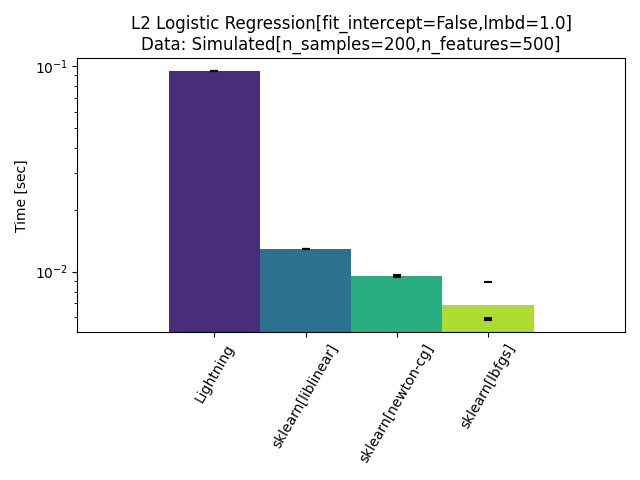 L2 Logistic Regression[fit_intercept=False,lmbd=1.0]
Data: Simulated[n_samples=200,n_features=500]
10⁻¹
Time [sec]
10⁻²
Lightning
sklearn[liblinear]
sklearn[newton-cg]
sklearn[lbfgs]